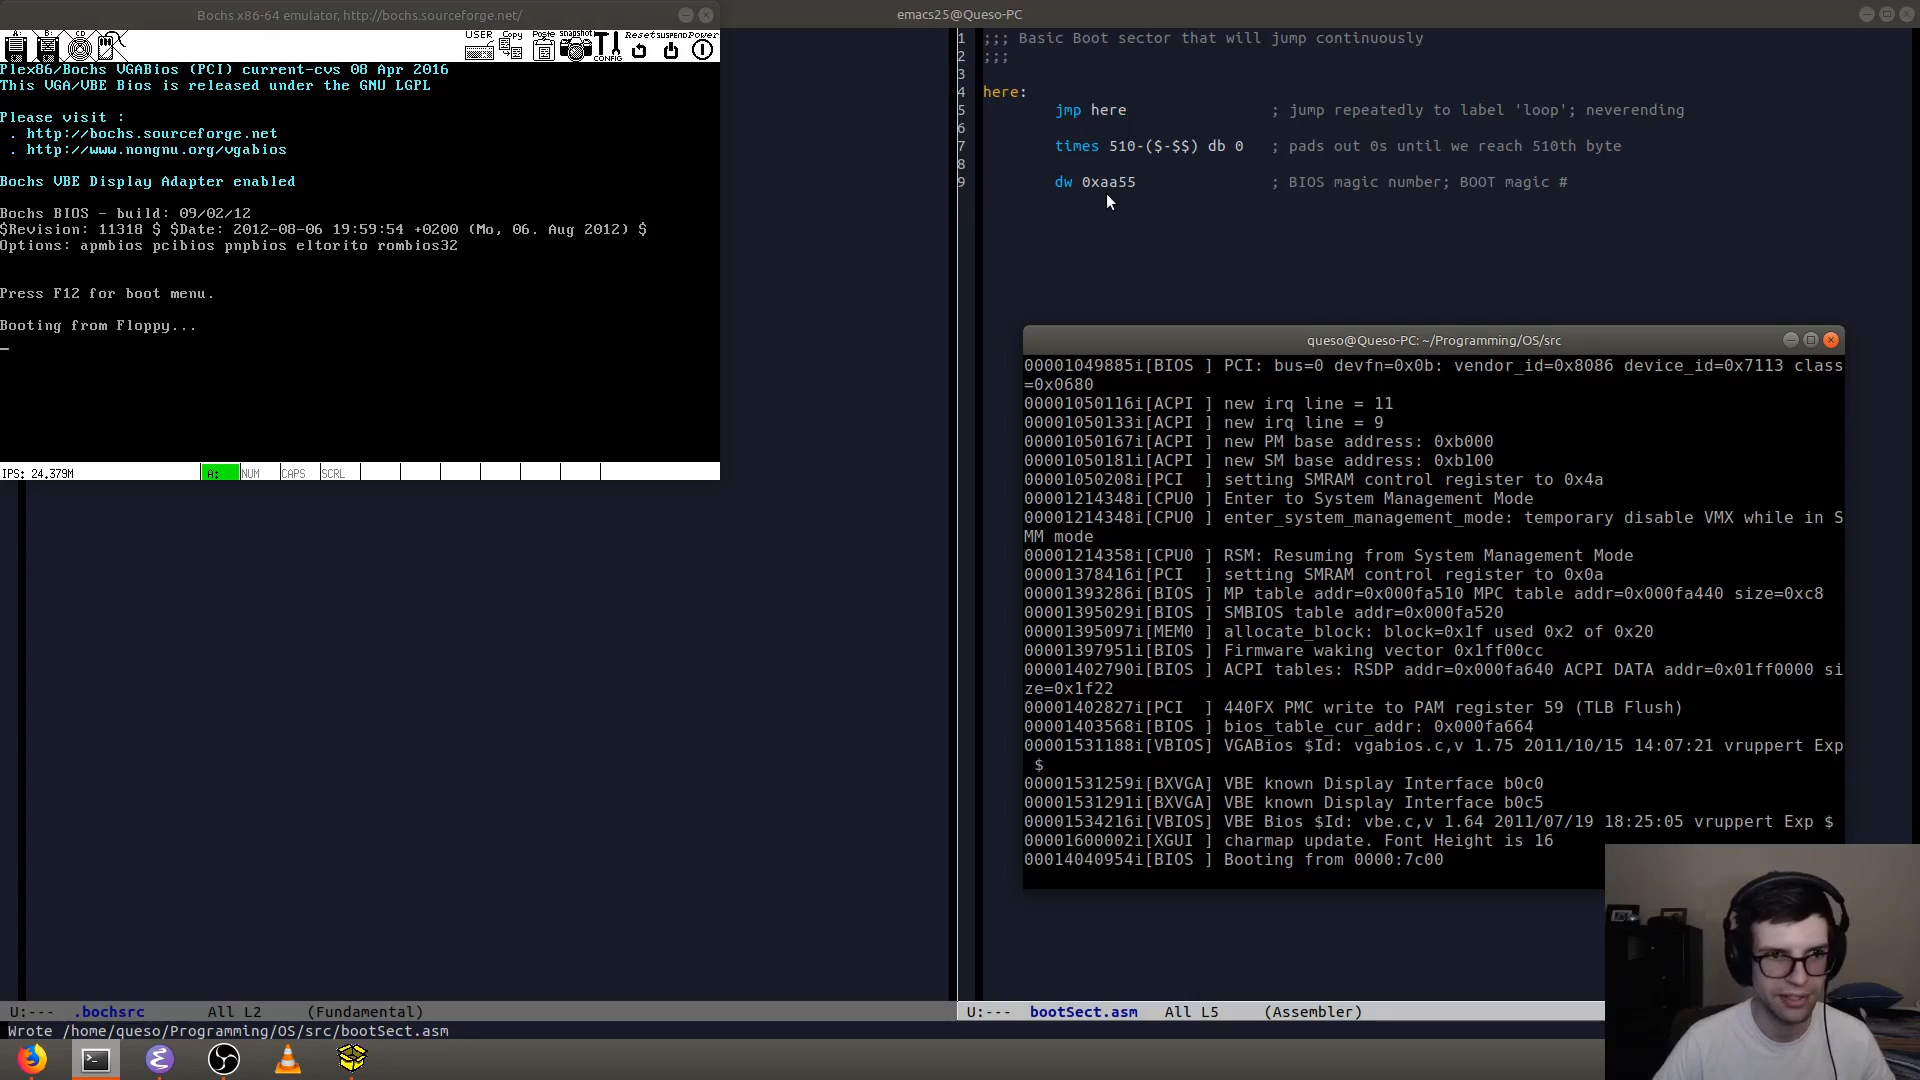 Bochs x86-64 emulator, http://bochs.sourceforge.net/
emacs25@Queso-PC
A: B: CD
USER Copy Paste Snapshot CONFIG Reset SUSPEND Power
Plex86/Bochs VGABios (PCI) current-cvs 08 Apr 2016
This VGA/VBE Bios is released under the GNU LGPL
Please visit :
. http://bochs.sourceforge.net
. http://www.nongnu.org/vgabios
Bochs VBE Display Adapter enabled
Bochs BIOS - build: 09/02/12
$Revision: 11318 $ $Date: 2012-08-06 19:59:54 +0200 (Mo, 06. Aug 2012) $
Options: apmbios pcibios pnpbios eltorito rombios32
Press F12 for boot menu.
Booting from Floppy...
IPS: 24.379M A: NUM CAPS SCRL
1 ;;; Basic Boot sector that will jump continuously
2 ;;;
3
4 here:
5 jmp here ; jump repeatedly to label 'loop'; neverending
6
7 times 510-($-$$) db 0 ; pads out 0s until we reach 510th byte
8
9 dw 0xaa55 ; BIOS magic number; BOOT magic #
queso@Queso-PC: ~/Programming/OS/src
00001049885i[BIOS ] PCI: bus=0 devfn=0x0b: vendor_id=0x8086 device_id=0x7113 class
=0x0680
00001050116i[ACPI ] new irq line = 11
00001050133i[ACPI ] new irq line = 9
00001050167i[ACPI ] new PM base address: 0xb000
00001050181i[ACPI ] new SM base address: 0xb100
00001050208i[PCI  ] setting SMRAM control register to 0x4a
00001214348i[CPU0 ] Enter to System Management Mode
00001214348i[CPU0 ] enter_system_management_mode: temporary disable VMX while in S
MM mode
00001214358i[CPU0 ] RSM: Resuming from System Management Mode
00001378416i[PCI  ] setting SMRAM control register to 0x0a
00001393286i[BIOS ] MP table addr=0x000fa510 MPC table addr=0x000fa440 size=0xc8
00001395029i[BIOS ] SMBIOS table addr=0x000fa520
00001395097i[MEM0 ] allocate_block: block=0x1f used 0x2 of 0x20
00001397951i[BIOS ] Firmware waking vector 0x1ff00cc
00001402790i[BIOS ] ACPI tables: RSDP addr=0x000fa640 ACPI DATA addr=0x01ff0000 si
ze=0x1f22
00001402827i[PCI  ] 440FX PMC write to PAM register 59 (TLB Flush)
00001403568i[BIOS ] bios_table_cur_addr: 0x000fa664
00001531188i[VBIOS] VGABios $Id: vgabios.c,v 1.75 2011/10/15 14:07:21 vruppert Exp
$
00001531259i[BXVGA] VBE known Display Interface b0c0
00001531291i[BXVGA] VBE known Display Interface b0c5
00001534216i[VBIOS] VBE Bios $Id: vbe.c,v 1.64 2011/07/19 18:25:05 vruppert Exp $
00001600002i[XGUI ] charmap update. Font Height is 16
00014040954i[BIOS ] Booting from 0000:7c00
U:--- .bochsrc All L2 (Fundamental)
U:--- bootSect.asm All L5 (Assembler)
Wrote /home/queso/Programming/OS/src/bootSect.asm